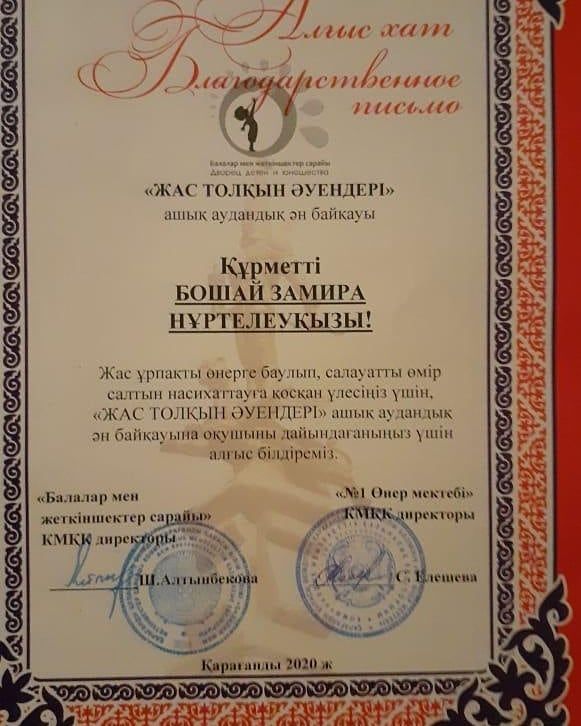 Алғыс хат
Благодарственное
письмо
Балалар мен жеткіншектер сарайы
Дворец детей и юношества
«ЖАС ТОЛҚЫН ӘУЕНДЕРІ»
ашық аудандық ән байқауы
Құрметті
БОШАЙ ЗАМИРА
НҰРТЕЛЕУҚЫЗЫ!
Жас ұрпақты өнерге баулып, салауатты өмір
салтын насихаттауға қосқан үлесіңіз үшін,
«ЖАС ТОЛҚЫН ӘУЕНДЕРІ» ашық аудандық
ән байқауына оқушыны дайындағаныңыз үшін
алғыс білдіреміз.
«Балалар мен
жеткіншектер сарайы»
КМҚК директоры
Ш.Алтынбекова
«№1 Өнер мектебі»
КМҚК директоры
С. Елешева
Қарағанды 2020 ж